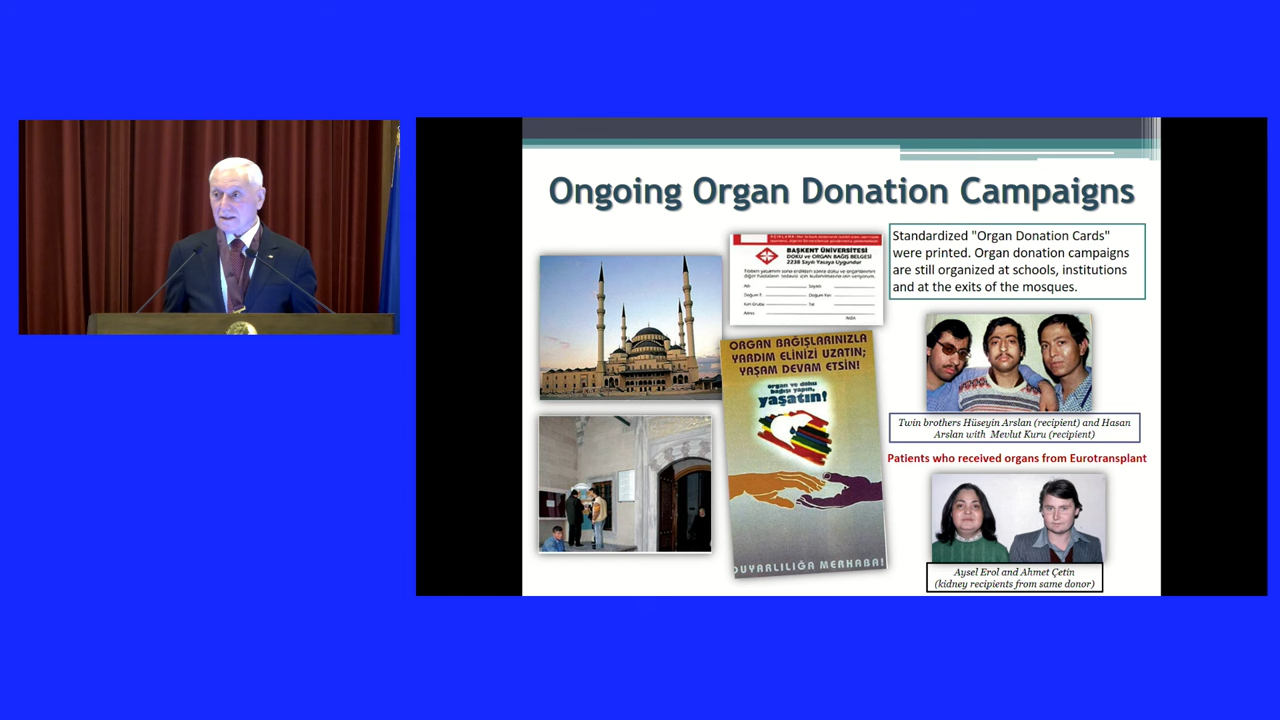 Ongoing Organ Donation Campaigns
BAŞKENT ÜNİVERSİTESİ
DOKU ve ORGAN BAĞIŞ BELGESİ
2238 Sayılı Yasaya Uygundur
Adı
Soyadı
Doğum T.
Doğum Yeri
Kan Grubu
Tel
Adres
İMZA
ORGAN BAĞIŞLARINIZLA
YARDIM ELİNİZİ UZATIN;
YAŞAM DEVAM ETSİN!
organ ve doku
bağışı yapın,
yaşatın!
DUYARLILIĞA MERHABA!
Standardized "Organ Donation Cards"
were printed. Organ donation campaigns
are still organized at schools, institutions
and at the exits of the mosques.
Twin brothers Hüseyin Arslan (recipient) and Hasan
Arslan with Mevlut Kuru (recipient)
Patients who received organs from Eurotransplant
Aysel Erol and Ahmet Çetin
(kidney recipients from same donor)